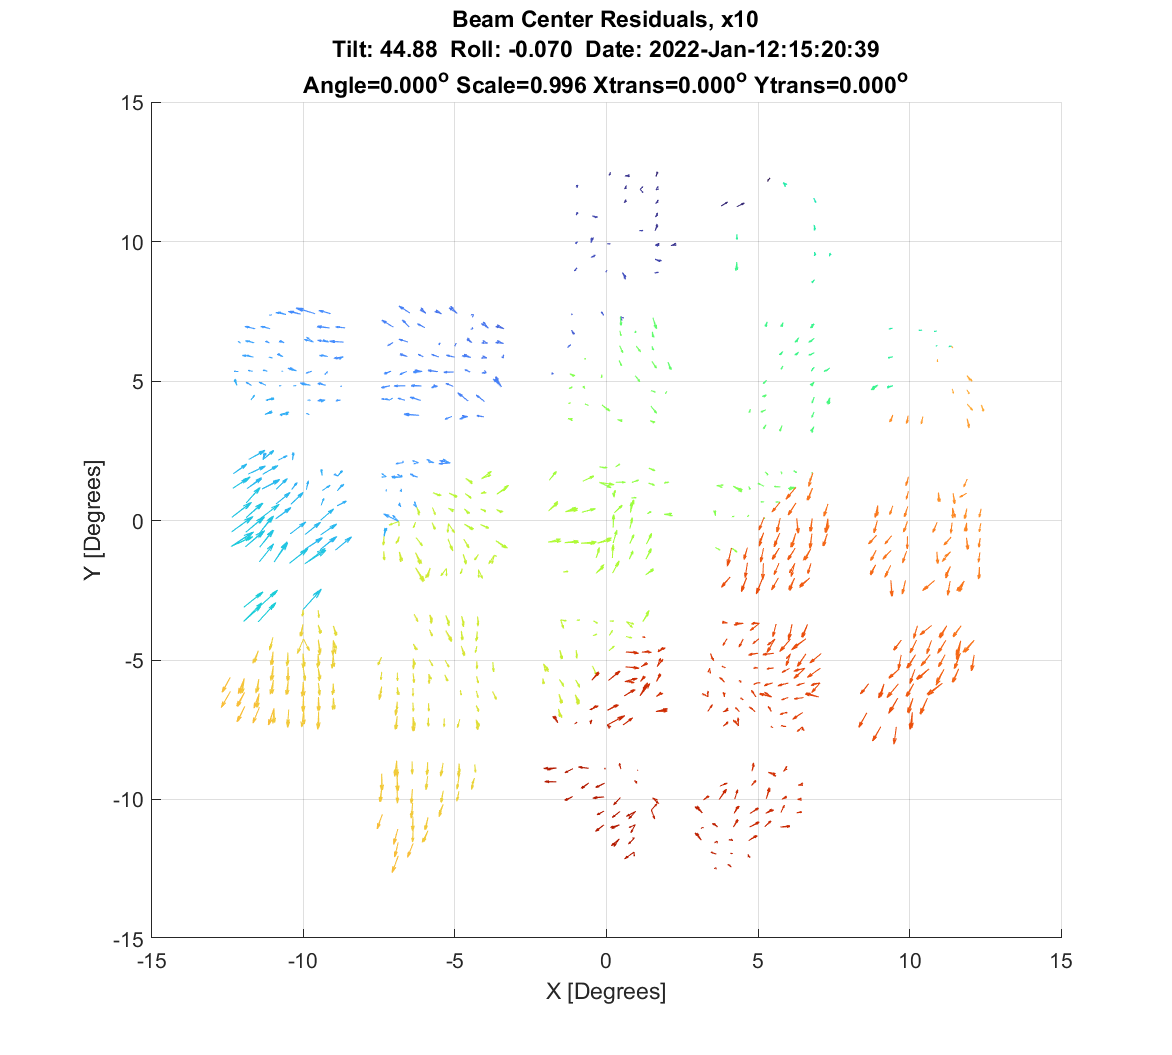 Beam Center Residuals, x10
Tilt: 44.88 Roll: -0.070 Date: 2022-Jan-12:15:20:39
Angle=0.000° Scale=0.996 Xtrans=0.000° Ytrans=0.000°
15
10
5
0
-5
-10
-15
Y [Degrees]
-15 -10 -5 0 5 10 15
X [Degrees]